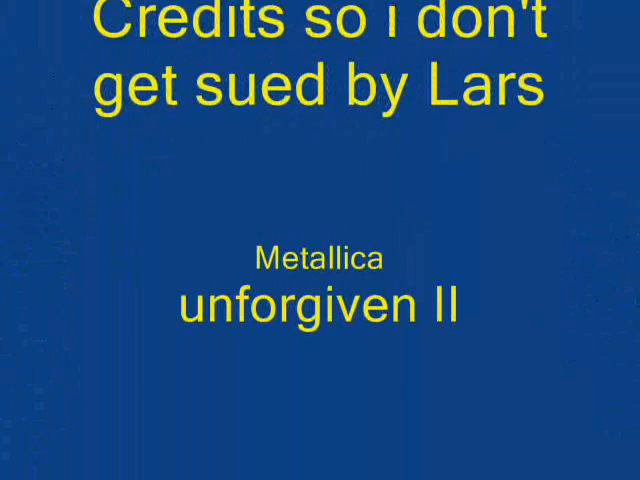 Credits so i don't
get sued by Lars
Metallica
unforgiven II